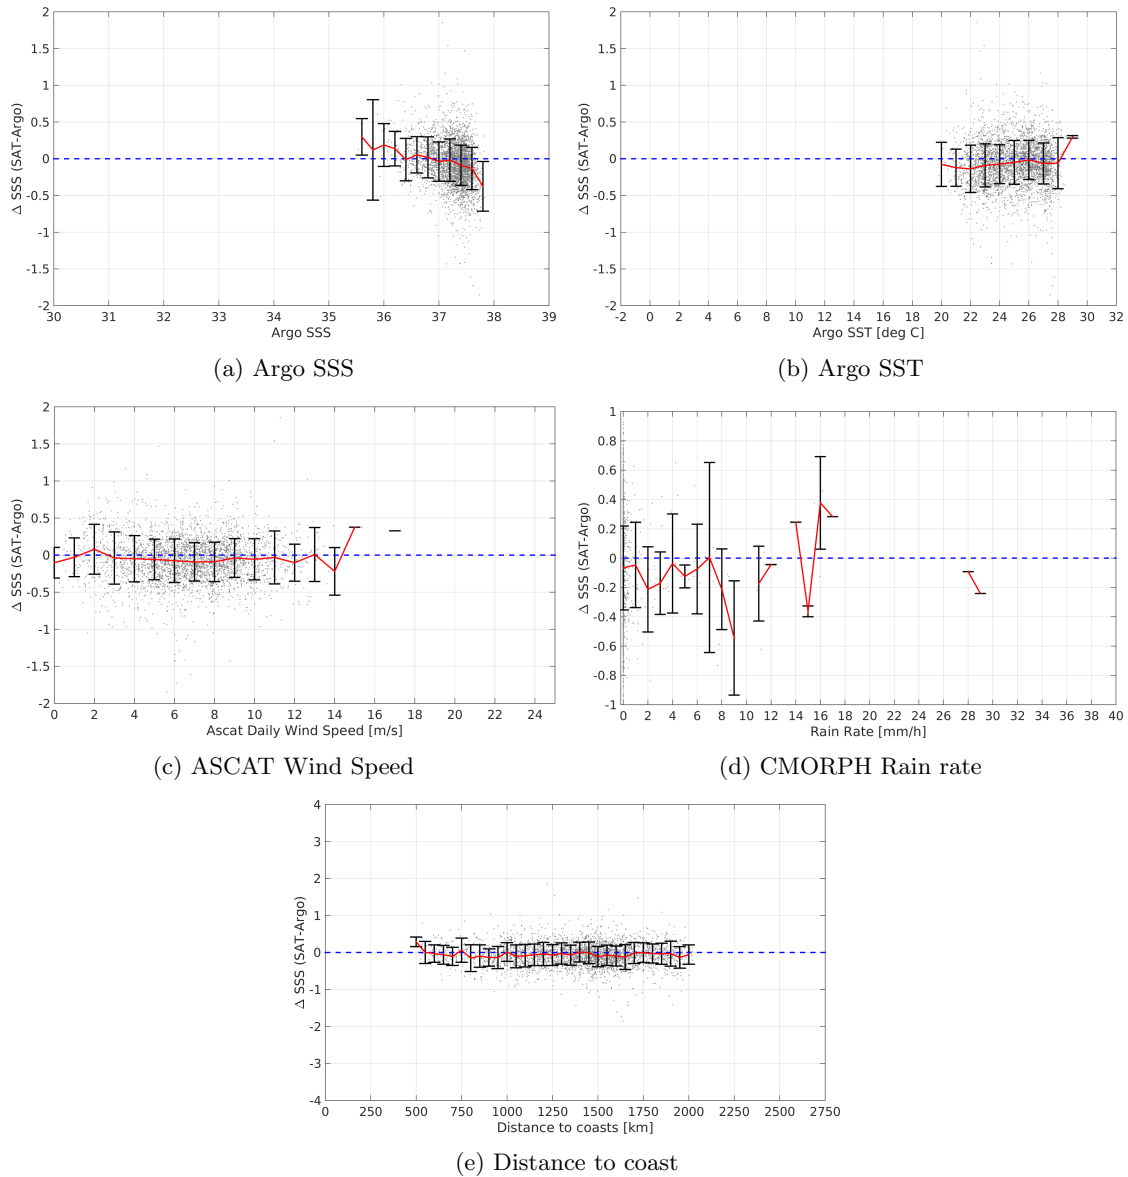 2
1.5
1
0.5
0
-0.5
-1
-1.5
-2
Δ SSS (SAT-Argo)
30 31 32 33 34 35 36 37 38 39
Argo SSS
(a) Argo SSS
2
1.5
1
0.5
0
-0.5
-1
-1.5
-2
Δ SSS (SAT-Argo)
-2 0 2 4 6 8 10 12 14 16 18 20 22 24 26 28 30 32
Argo SST [deg C]
(b) Argo SST
2
1.5
1
0.5
0
-0.5
-1
-1.5
-2
Δ SSS (SAT-Argo)
0 2 4 6 8 10 12 14 16 18 20 22 24
Ascat Daily Wind Speed [m/s]
(c) ASCAT Wind Speed
1
0.8
0.6
0.4
0.2
0
-0.2
-0.4
-0.6
-0.8
-1
Δ SSS (SAT-Argo)
0 2 4 6 8 10 12 14 16 18 20 22 24 26 28 30 32 34 36 38 40
Rain Rate [mm/h]
(d) CMORPH Rain rate
4
3
2
1
0
-1
-2
-3
-4
Δ SSS (SAT-Argo)
0 250 500 750 1000 1250 1500 1750 2000 2250 2500 2750
Distance to coasts [km]
(e) Distance to coast